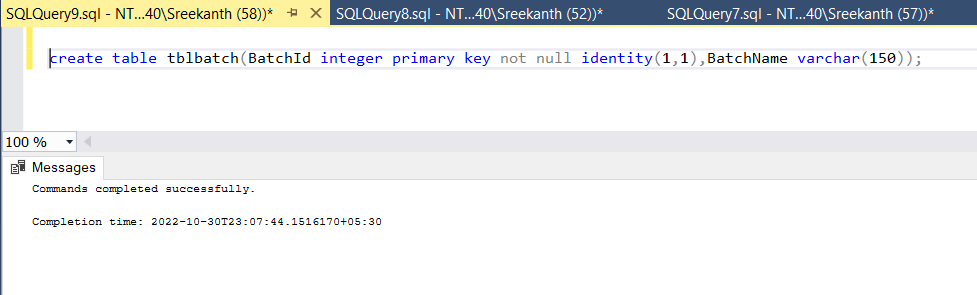 SQLQuery9.sql - NT...40\Sreekanth (58))* SQLQuery8.sql - NT...40\Sreekanth (52))* SQLQuery7.sql - NT...40\Sreekanth (57))*
create table tblbatch(BatchId integer primary key not null identity(1,1),BatchName varchar(150));
100 %
Messages
Commands completed successfully.
Completion time: 2022-10-30T23:07:44.1516170+05:30